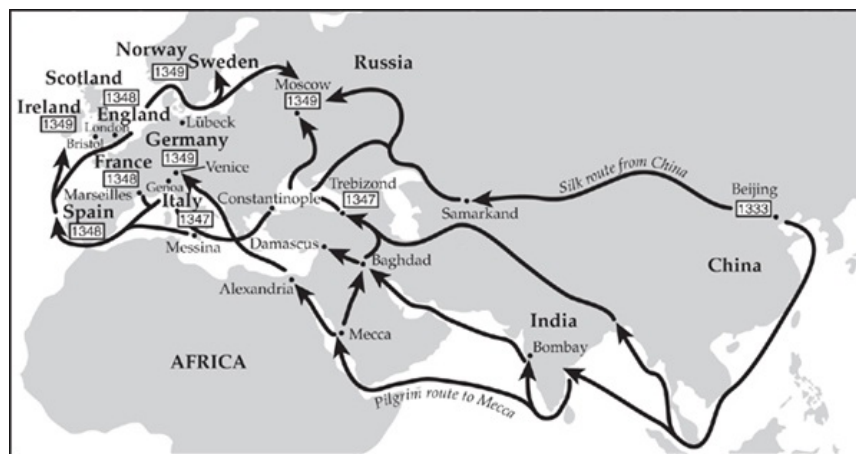 Norway
1349
Sweden
Russia
Scotland
1348
Moscow
1349
Ireland
1349
England
London
Bristol
Lübeck
Germany
1349
Venice
France
1348
Genoa
Marseilles
Italy
1347
Spain
1348
Messina
Constantinople
Trebizond
1347
Samarkand
Silk route from China
Beijing
1333
China
Damascus
Baghdad
Alexandria
Mecca
India
Bombay
AFRICA
Pilgrim route to Mecca